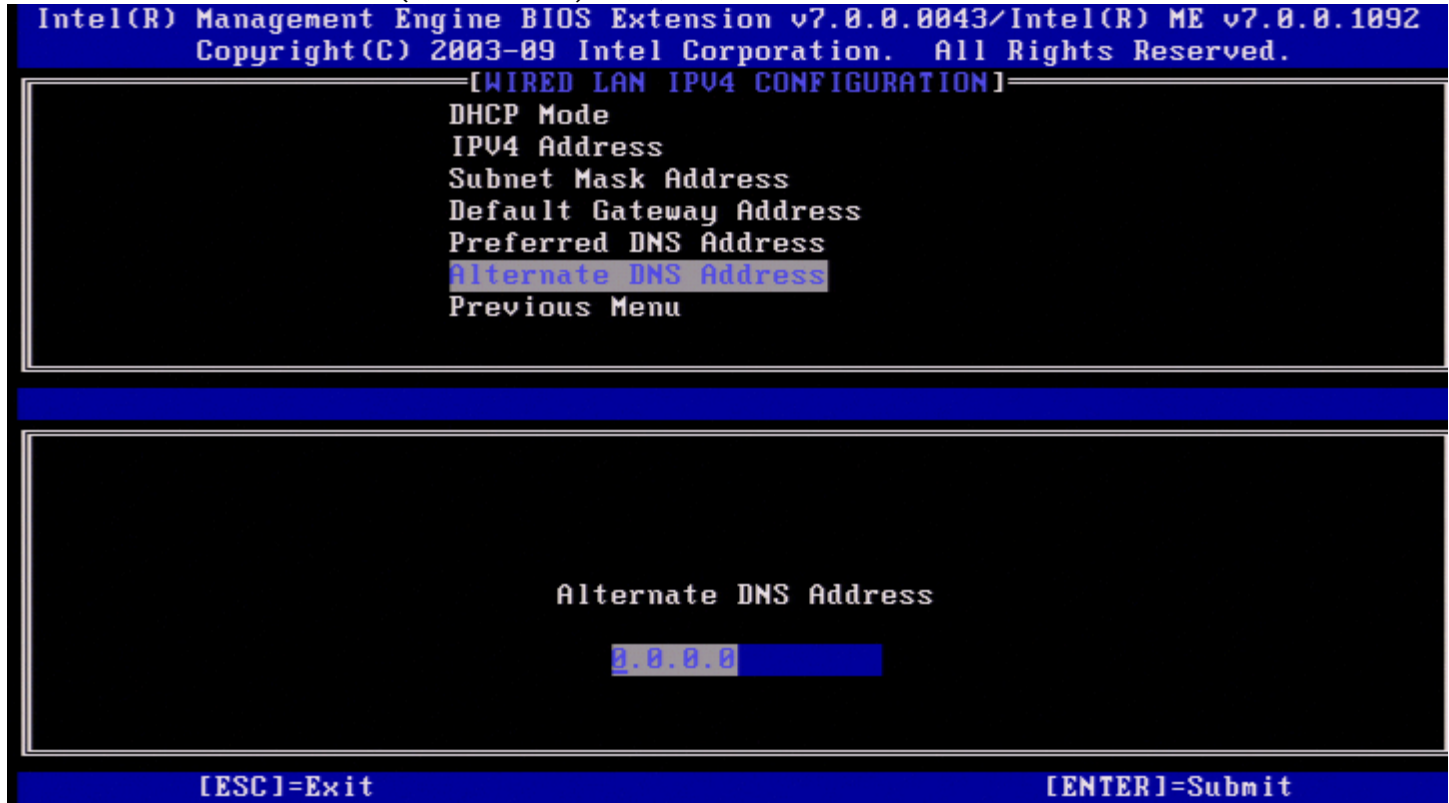 Intel(R) Management Engine BIOS Extension v7.0.0.0043/Intel(R) ME v7.0.0.1092
Copyright(C) 2003-09 Intel Corporation. All Rights Reserved.
[WIRED LAN IPV4 CONFIGURATION]
DHCP Mode
IPV4 Address
Subnet Mask Address
Default Gateway Address
Preferred DNS Address
Alternate DNS Address
Previous Menu
Alternate DNS Address
0.0.0.0
[ESC]=Exit [ENTER]=Submit